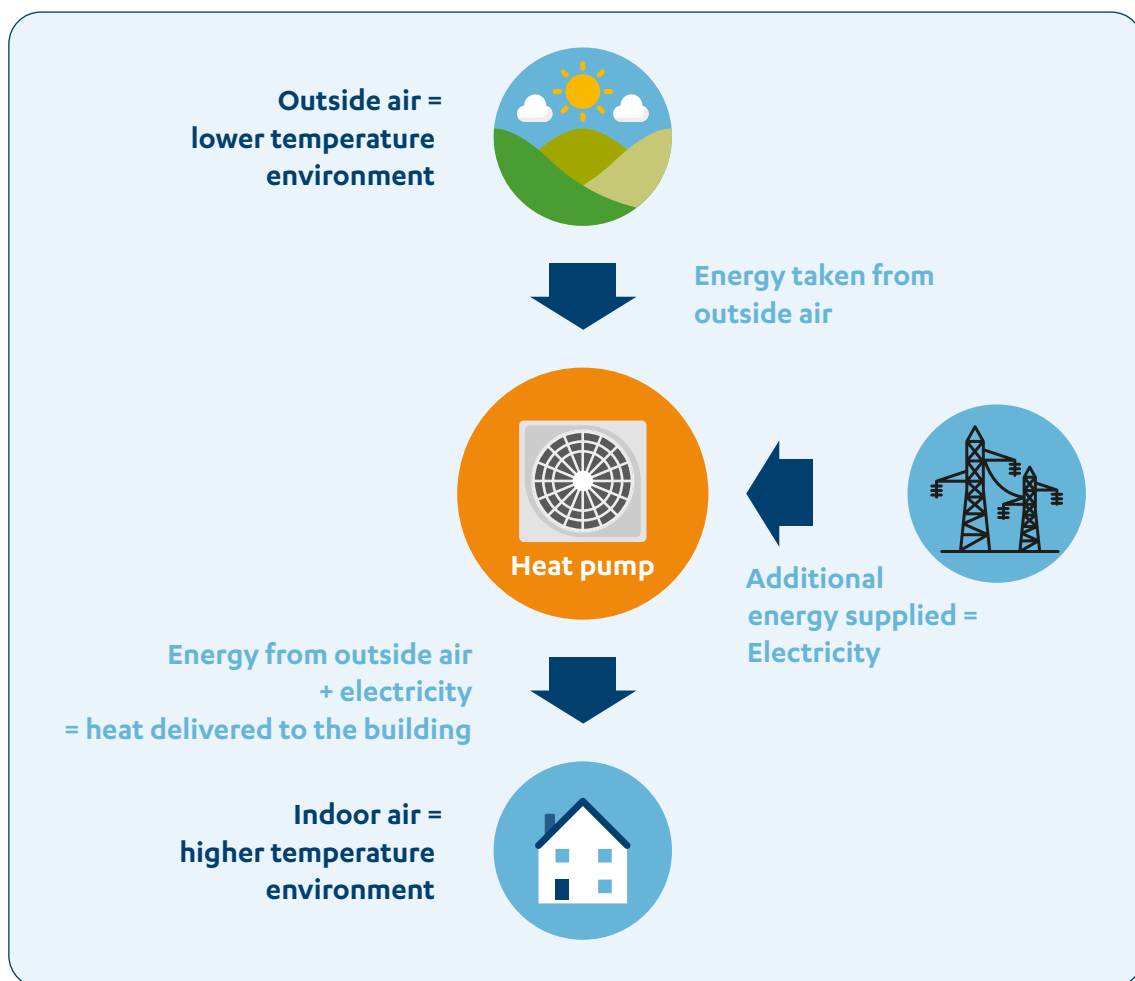 Outside air =
lower temperature
environment
Energy taken from
outside air
Heat pump
Additional
energy supplied =
Electricity
Energy from outside air
+ electricity
= heat delivered to the building
Indoor air =
higher temperature
environment